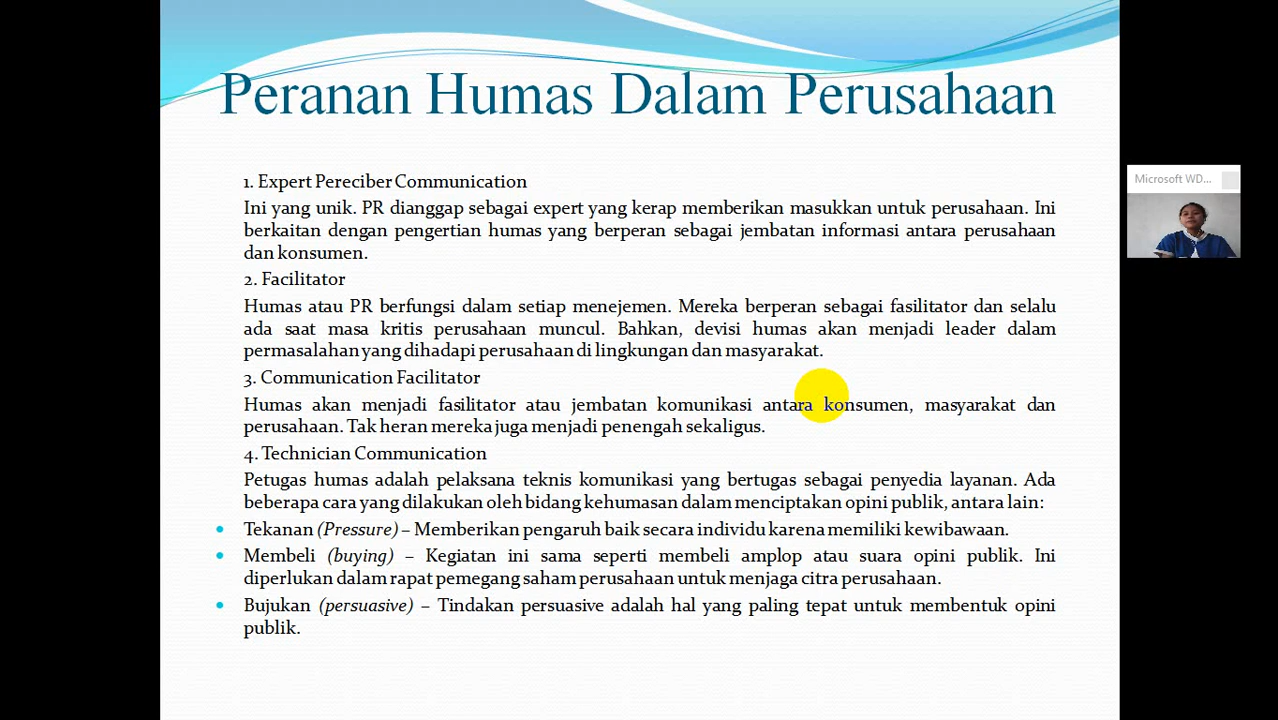 Peranan Humas Dalam Perusahaan
1. Expert Pereciber Communication
Ini yang unik. PR dianggap sebagai expert yang kerap memberikan masukkan untuk perusahaan. Ini
berkaitan dengan pengertian humas yang berperan sebagai jembatan informasi antara perusahaan
dan konsumen.
2. Facilitator
Humas atau PR berfungsi dalam setiap menejemen. Mereka berperan sebagai fasilitator dan selalu
ada saat masa kritis perusahaan muncul. Bahkan, devisi humas akan menjadi leader dalam
permasalahan yang dihadapi perusahaan di lingkungan dan masyarakat.
3. Communication Facilitator
Humas akan menjadi fasilitator atau jembatan komunikasi antara konsumen, masyarakat dan
perusahaan. Tak heran mereka juga menjadi penengah sekaligus.
4. Technician Communication
Petugas humas adalah pelaksana teknis komunikasi yang bertugas sebagai penyedia layanan. Ada
beberapa cara yang dilakukan oleh bidang kehumasan dalam menciptakan opini publik, antara lain:
• Tekanan (Pressure) – Memberikan pengaruh baik secara individu karena memiliki kewibawaan.
• Membeli (buying) – Kegiatan ini sama seperti membeli amplop atau suara opini publik. Ini
diperlukan dalam rapat pemegang saham perusahaan untuk menjaga citra perusahaan.
• Bujukan (persuasive) – Tindakan persuasive adalah hal yang paling tepat untuk membentuk opini
publik.
Microsoft WD...